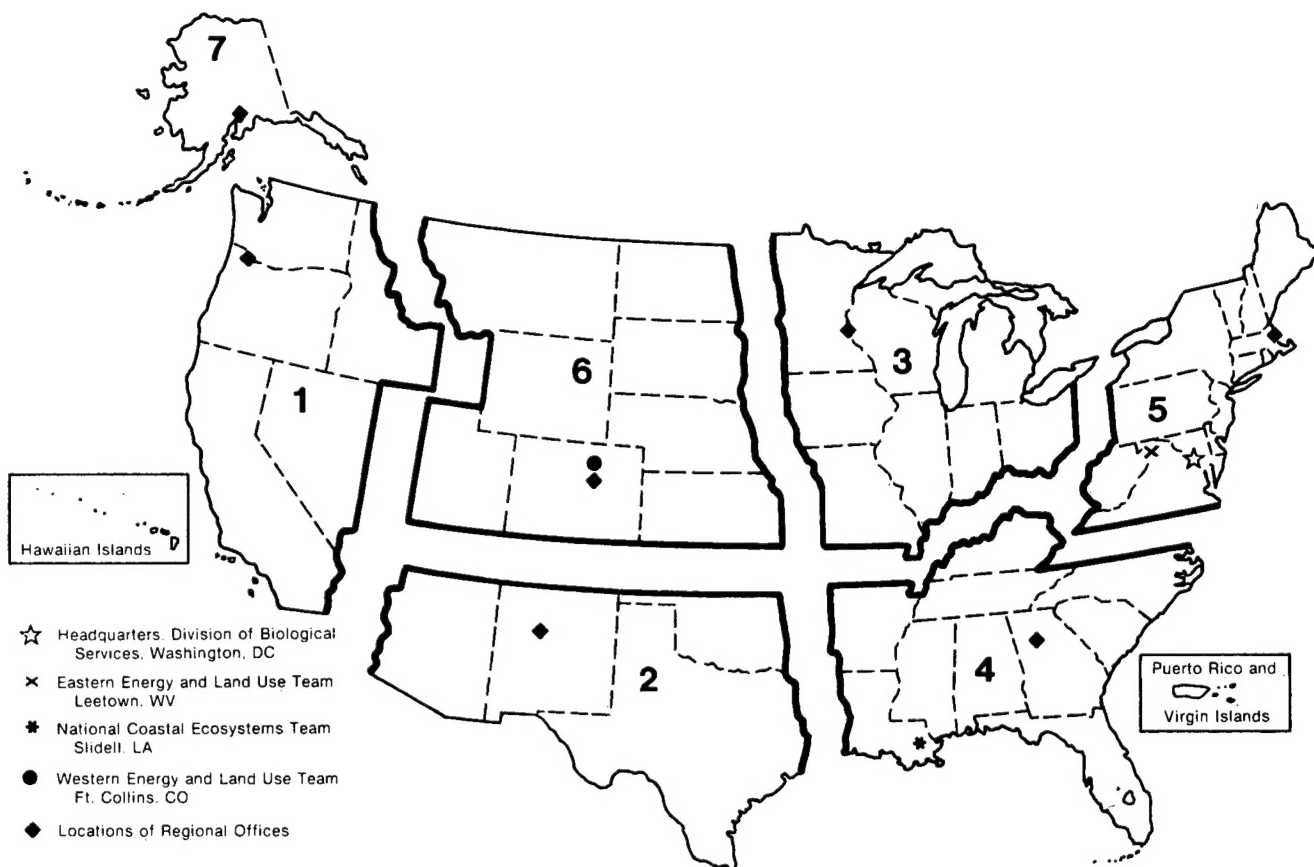 7
1
6
3
5
2
4
Hawaiian Islands
☆ Headquarters. Division of Biological
Services, Washington, DC
× Eastern Energy and Land Use Team
Leetown, WV
* National Coastal Ecosystems Team
Slidell, LA
● Western Energy and Land Use Team
Ft. Collins, CO
◆ Locations of Regional Offices
Puerto Rico and
Virgin Islands